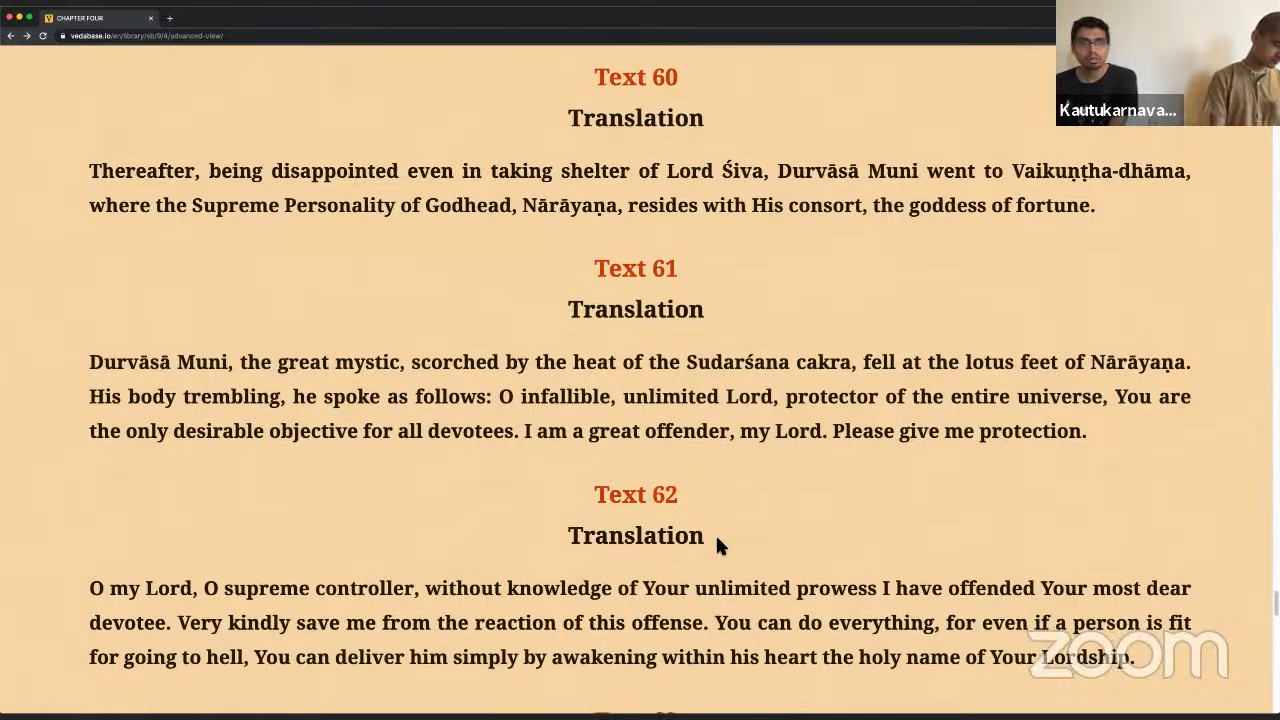 CHAPTER FOUR
vedabase.io/en/library/sb/9/4/advanced-view/
Kautukarnava...
Text 60
Translation
Thereafter, being disappointed even in taking shelter of Lord Śiva, Durvāsā Muni went to Vaikuṇṭha-dhāma,
where the Supreme Personality of Godhead, Nārāyaṇa, resides with His consort, the goddess of fortune.
Text 61
Translation
Durvāsā Muni, the great mystic, scorched by the heat of the Sudarśana cakra, fell at the lotus feet of Nārāyaṇa.
His body trembling, he spoke as follows: O infallible, unlimited Lord, protector of the entire universe, You are
the only desirable objective for all devotees. I am a great offender, my Lord. Please give me protection.
Text 62
Translation
O my Lord, O supreme controller, without knowledge of Your unlimited prowess I have offended Your most dear
devotee. Very kindly save me from the reaction of this offense. You can do everything, for even if a person is fit
for going to hell, You can deliver him simply by awakening within his heart the holy name of Your Lordship.
zoom